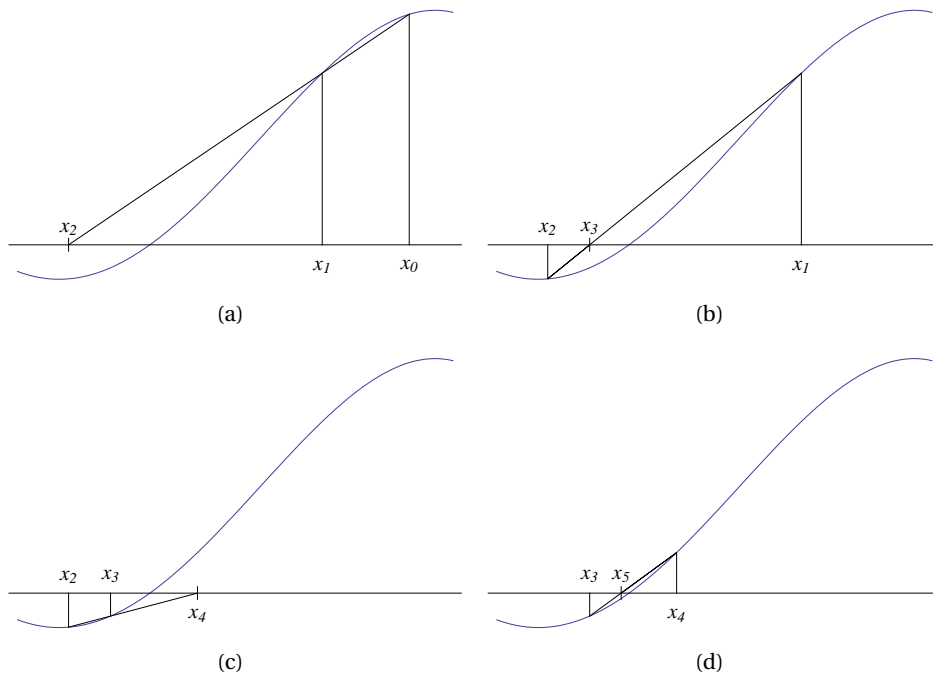 x₂
x₁ x₀
(a)
x₂ x₃
x₁
(b)
x₂ x₃
x₄
(c)
x₃ x₅
x₄
(d)